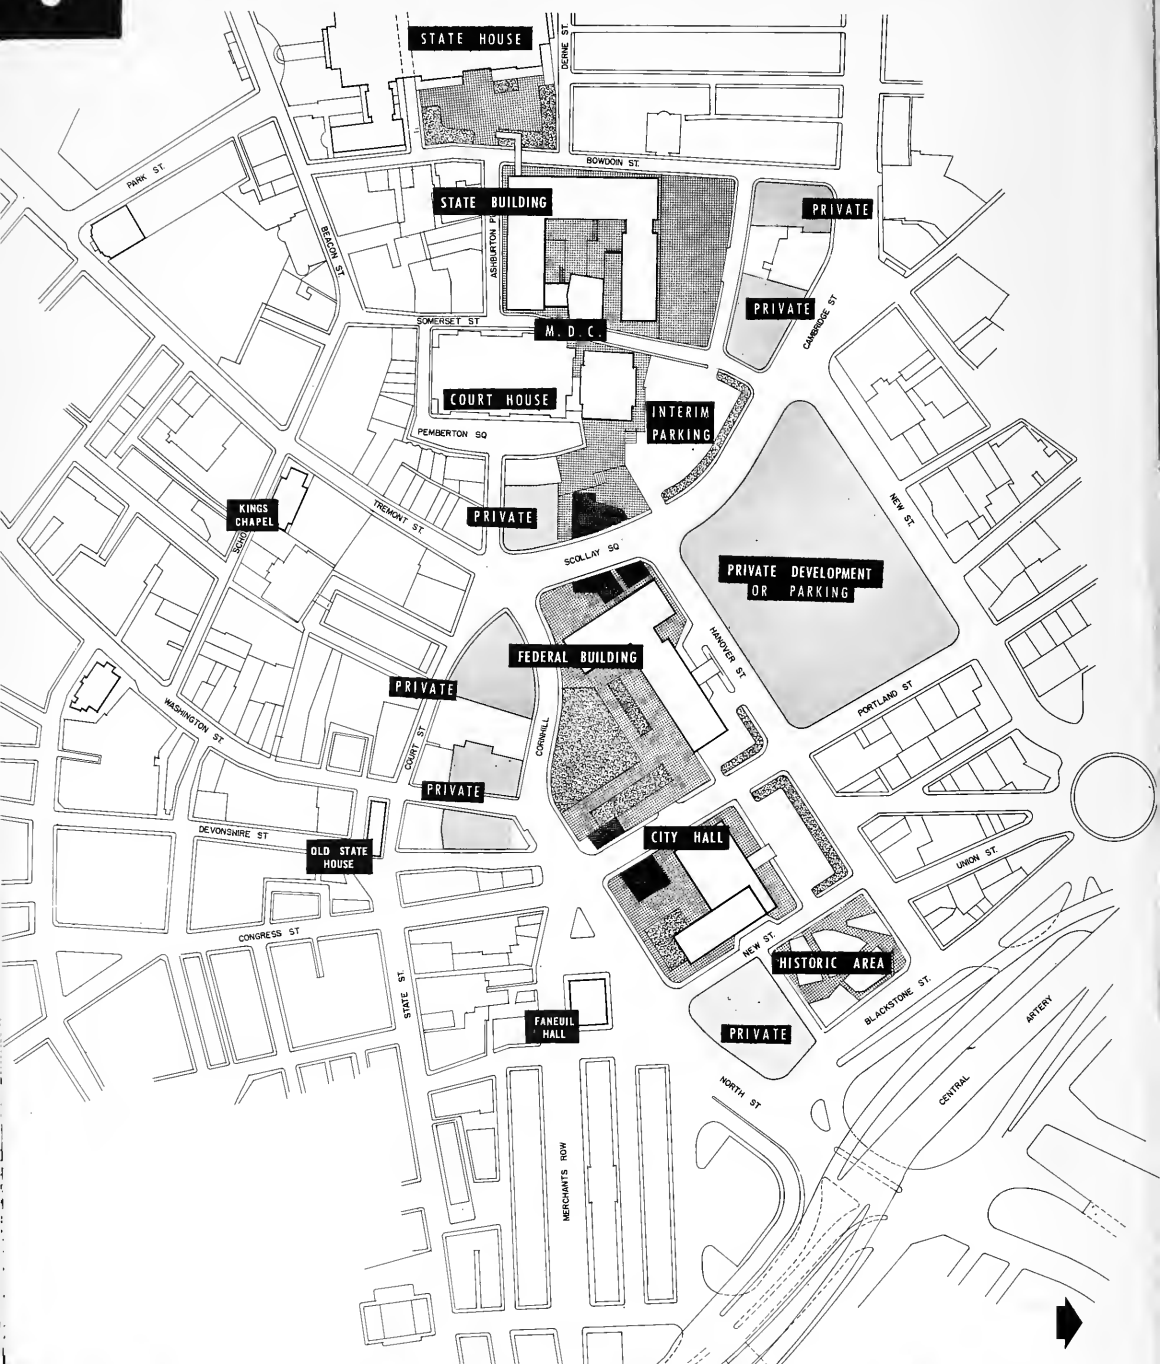 STATE HOUSE
DERNE ST.
PARK ST.
BOWDOIN ST.
STATE BUILDING
PRIVATE
BEACON ST.
ASHBURTON
PRIVATE
CAMBRIDGE ST
SOMERSET ST
M. D. C.
COURT HOUSE
INTERIM
PARKING
PEMBERTON SQ
KINGS
CHAPEL
TREMONT ST.
PRIVATE
NEW ST.
SCOLLAY SQ
PRIVATE DEVELOPMENT
OR PARKING
HANOVER ST.
FEDERAL BUILDING
PRIVATE
PORTLAND ST
WASHINGTON ST.
COURT ST
CORNHILL
PRIVATE
DEVONSHIRE ST
CITY HALL
OLD STATE
HOUSE
UNION ST.
CONGRESS ST
NEW ST.
HISTORIC AREA
STATE ST.
BLACKSTONE ST.
FANEUIL
HALL
PRIVATE
ARTERY
CENTRAL
NORTH ST
MERCHANTS ROW